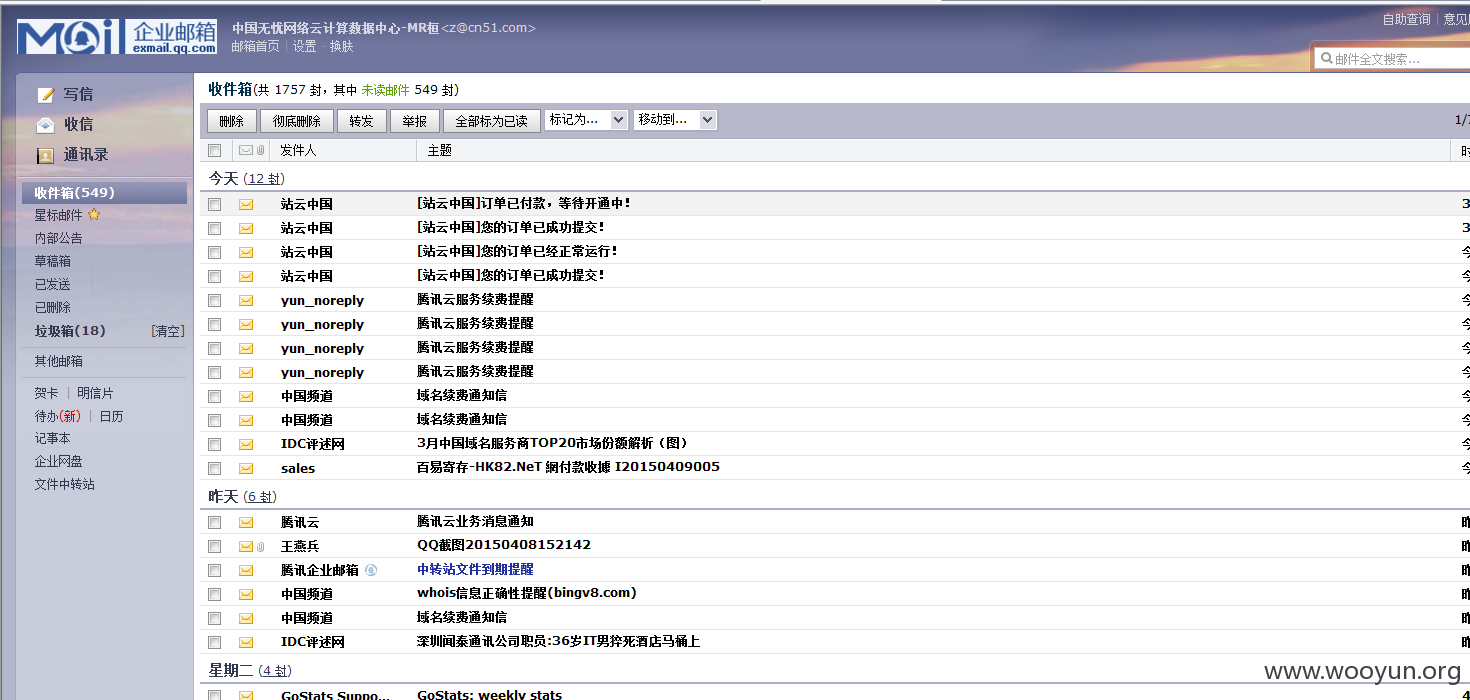 MOi 企业邮箱 exmail.qq.com
中国无忧网络云计算数据中心-MR桓<z@cn51.com>
邮箱首页 | 设置 - 换肤
自助查询 | 意见
邮件全文搜索...
写信
收信
通讯录
收件箱(549)
星标邮件
内部公告
草稿箱
已发送
已删除
垃圾箱(18) [清空]
其他邮箱
贺卡 | 明信片
待办(新) | 日历
记事本
企业网盘
文件中转站
收件箱(共 1757 封，其中 未读邮件 549 封)
删除 彻底删除 转发 举报 全部标为已读 标记为... 移动到... 1/
发件人 主题 时
今天 (12 封)
站云中国 [站云中国]订单已付款，等待开通中! 3
站云中国 [站云中国]您的订单已成功提交! 3
站云中国 [站云中国]您的订单已经正常运行! 今
站云中国 [站云中国]您的订单已成功提交! 今
yun_noreply 腾讯云服务续费提醒 今
yun_noreply 腾讯云服务续费提醒 今
yun_noreply 腾讯云服务续费提醒 今
yun_noreply 腾讯云服务续费提醒 今
中国频道 域名续费通知信 今
中国频道 域名续费通知信 今
IDC评述网 3月中国域名服务商TOP20市场份额解析（图） 今
sales 百易寄存-HK82.NeT 網付款收據 I20150409005 今
昨天 (6 封)
腾讯云 腾讯云业务消息通知 昨
王燕兵 QQ截图20150408152142 昨
腾讯企业邮箱 中转站文件到期提醒 昨
中国频道 whois信息正确性提醒(bingv8.com) 昨
中国频道 域名续费通知信 昨
IDC评述网 深圳闻泰通讯公司职员:36岁IT男猝死酒店马桶上 昨
星期二 (4 封)
GoStats Suppo... GoStats: weekly stats 4
www.wooyun.org